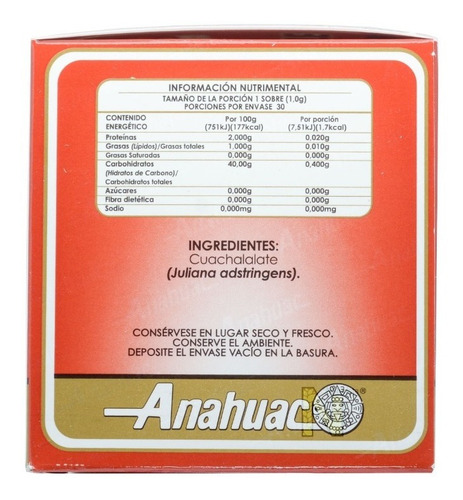 INFORMACIÓN NUTRIMENTAL
TAMAÑO DE LA PORCIÓN 1 SOBRE (1.0g)
PORCIONES POR ENVASE 30
CONTENIDO ENERGÉTICO Por 100g (751kJ)(177kcal) Por porción (7,51kJ)(1,7kcal)
Proteínas 2,000g 0,020g
Grasas (Lípidos)/Grasas totales 1,000g 0,010g
Grasas Saturadas 0,000g 0,000g
Carbohidratos 40,00g 0,400g
(Hidratos de Carbono)/
Carbohidratos totales
Azúcares 0,000g 0,000g
Fibra dietética 0,000g 0,000g
Sodio 0,000mg 0,000mg
INGREDIENTES:
Cuachalalate
(Juliana adstringens).
CONSÉRVESE EN LUGAR SECO Y FRESCO.
CONSERVE EL AMBIENTE.
DEPOSITE EL ENVASE VACÍO EN LA BASURA.
Anahuac ®